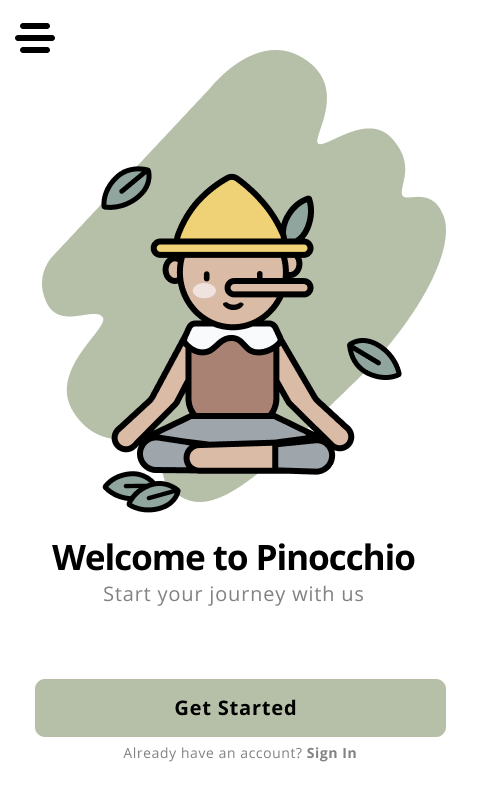 Welcome to Pinocchio
Start your journey with us
Get Started
Already have an account? Sign In